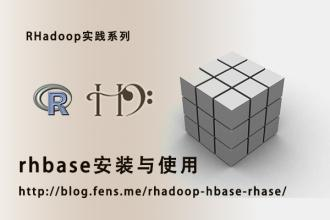 RHadoop实践系列
R
rhbase安装与使用
http://blog.fens.me/rhadoop-hbase-rhase/